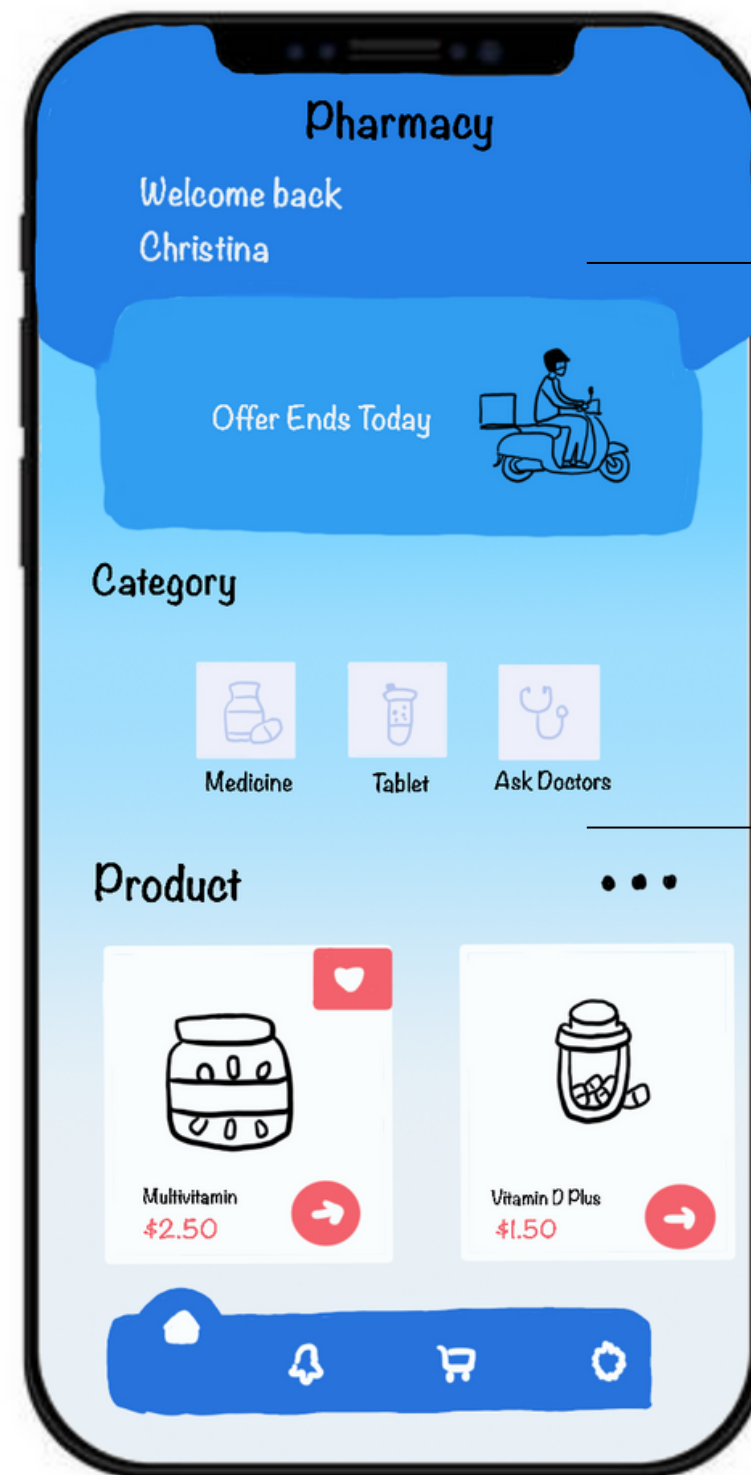 Pharmacy
Welcome back
Christina
Offer Ends Today
Category
Medicine
Tablet
Ask Doctors
Product
Multivitamin
$2.50
Vitamin D Plus
$1.50